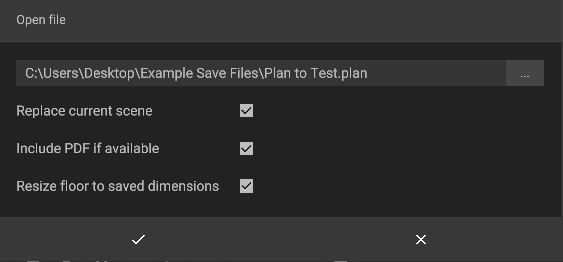 Open file
C:\Users\Desktop\Example Save Files\Plan to Test.plan
...
Replace current scene
Include PDF if available
Resize floor to saved dimensions